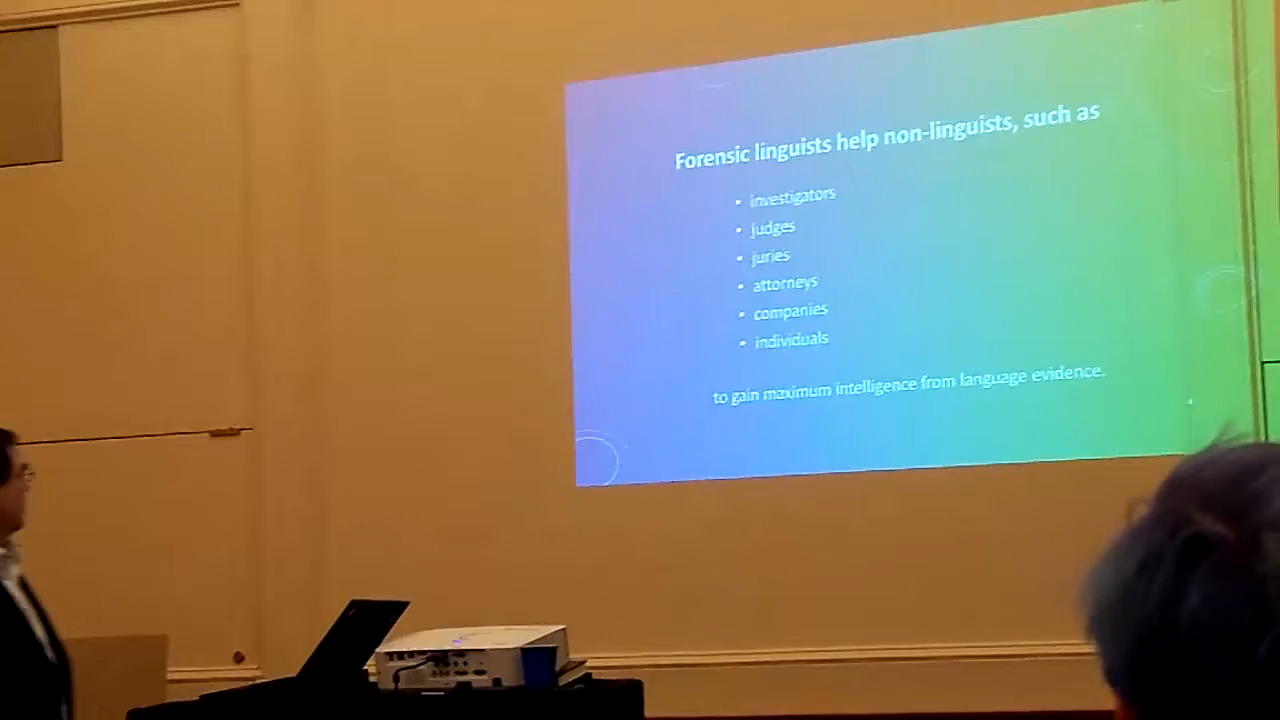 Forensic linguists help non-linguists, such as
• investigators
• judges
• juries
• attorneys
• companies
• individuals
to gain maximum intelligence from language evidence.